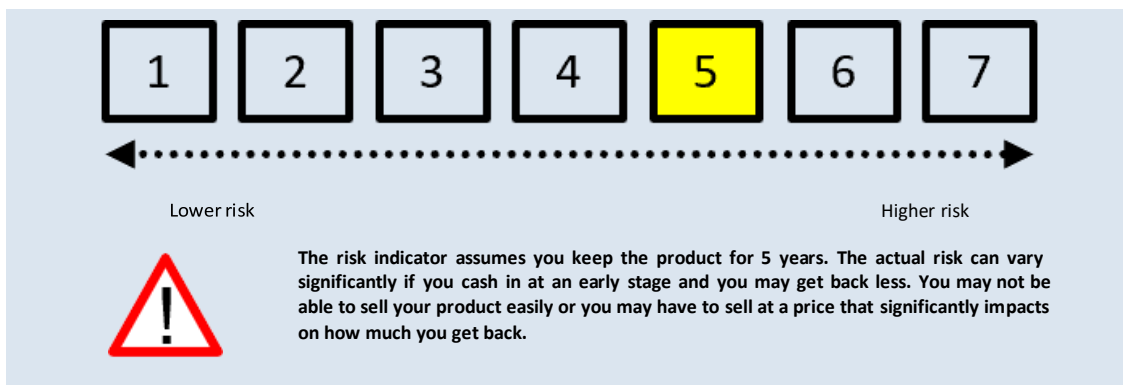 1 2 3 4 5 6 7
Lower risk Higher risk
!
The risk indicator assumes you keep the product for 5 years. The actual risk can vary
significantly if you cash in at an early stage and you may get back less. You may not be
able to sell your product easily or you may have to sell at a price that significantly impacts
on how much you get back.